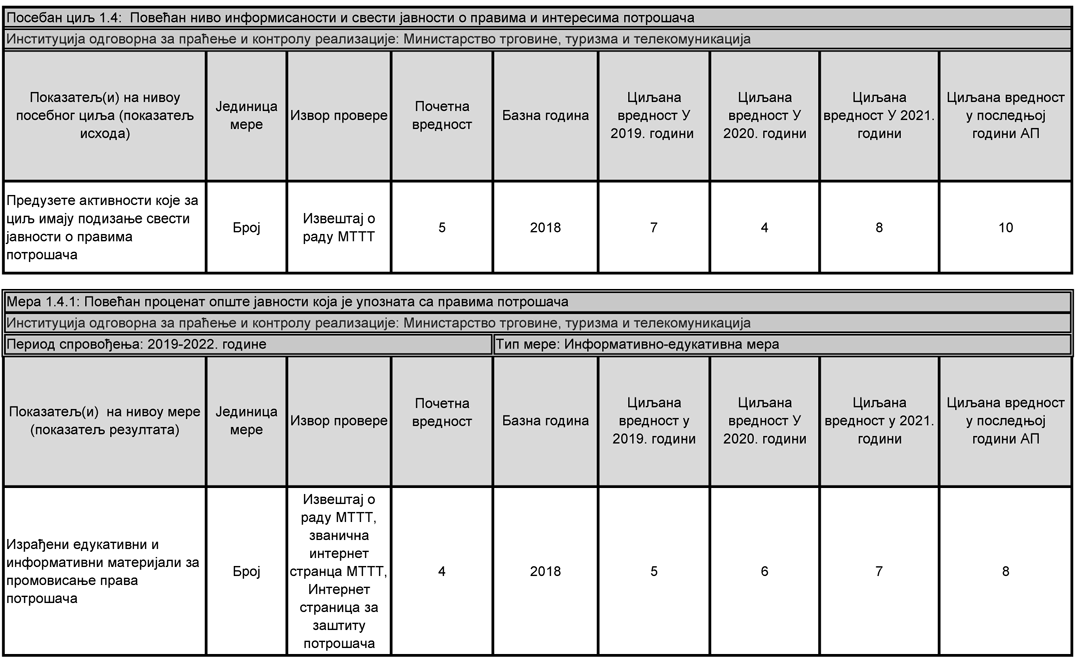 Посебан циљ 1.4:  Повећан ниво информисаности и свести јавности о правима и интересима потрошача
Институција одговорна за праћење и контролу реализације: Министарство трговине, туризма и телекомуникација
Показатељ(и) на нивоу
посебног циља (показатељ
исхода)
Јединица
мере
Извор провере
Почетна
вредност
Базна година
Циљана
вредност У
2019. години
Циљана
вредност У
2020. години
Циљана
вредност У 2021.
години
Циљана вредност
у последњој
години АП
Предузете активности које за
циљ имају подизање свести
јавности о правима
потрошача
Број
Извештај о
раду МТТТ
5
2018
7
4
8
10
Мера 1.4.1: Повећан проценат опште јавности која је упозната са правима потрошача
Институција одговорна за праћење и контролу реализације: Министарство трговине, туризма и телекомуникација
Период спровођења: 2019-2022. године
Тип мере: Информативно-едукативна мера
Показатељ(и)  на нивоу мере
(показатељ резултата)
Јединица
мере
Извор провере
Почетна
вредност
Базна година
Циљана
вредност у
2019. години
Циљана
вредност У
2020. години
Циљана
вредност у 2021.
години
Циљана вредност
у последњој
години АП
Израђени едукативни и
информативни материјали за
промовисање права
потрошача
Број
Извештај о
раду МТТТ,
званична
интернет
странца МТТТ,
Интернет
страница за
заштиту
потрошача
4
2018
5
6
7
8